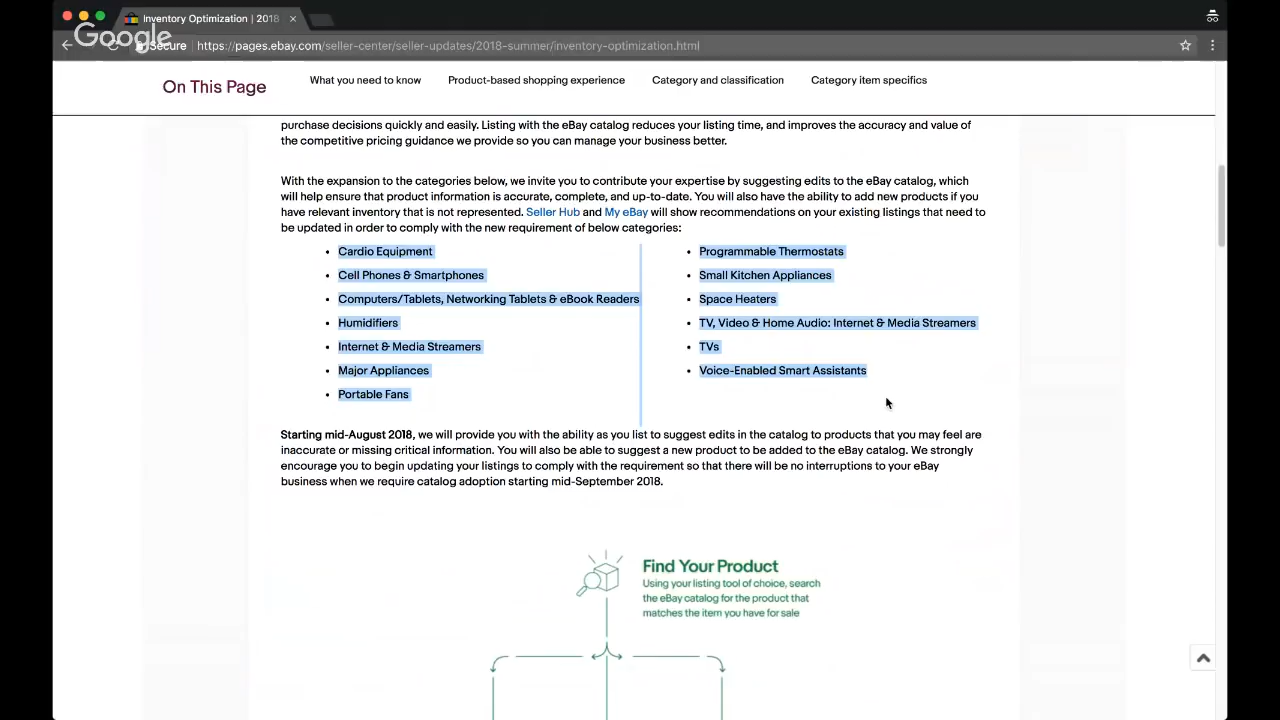 Inventory Optimization | 2018
Google
Secure https://pages.ebay.com/seller-center/seller-updates/2018-summer/inventory-optimization.html
On This Page
What you need to know
Product-based shopping experience
Category and classification
Category item specifics
purchase decisions quickly and easily. Listing with the eBay catalog reduces your listing time, and improves the accuracy and value of
the competitive pricing guidance we provide so you can manage your business better.
With the expansion to the categories below, we invite you to contribute your expertise by suggesting edits to the eBay catalog, which
will help ensure that product information is accurate, complete, and up-to-date. You will also have the ability to add new products if you
have relevant inventory that is not represented. Seller Hub and My eBay will show recommendations on your existing listings that need to
be updated in order to comply with the new requirement of below categories:
• Cardio Equipment
• Cell Phones & Smartphones
• Computers/Tablets, Networking Tablets & eBook Readers
• Humidifiers
• Internet & Media Streamers
• Major Appliances
• Portable Fans
• Programmable Thermostats
• Small Kitchen Appliances
• Space Heaters
• TV, Video & Home Audio: Internet & Media Streamers
• TVs
• Voice-Enabled Smart Assistants
Starting mid-August 2018, we will provide you with the ability as you list to suggest edits in the catalog to products that you may feel are
inaccurate or missing critical information. You will also be able to suggest a new product to be added to the eBay catalog. We strongly
encourage you to begin updating your listings to comply with the requirement so that there will be no interruptions to your eBay
business when we require catalog adoption starting mid-September 2018.
Find Your Product
Using your listing tool of choice, search
the eBay catalog for the product that
matches the item you have for sale